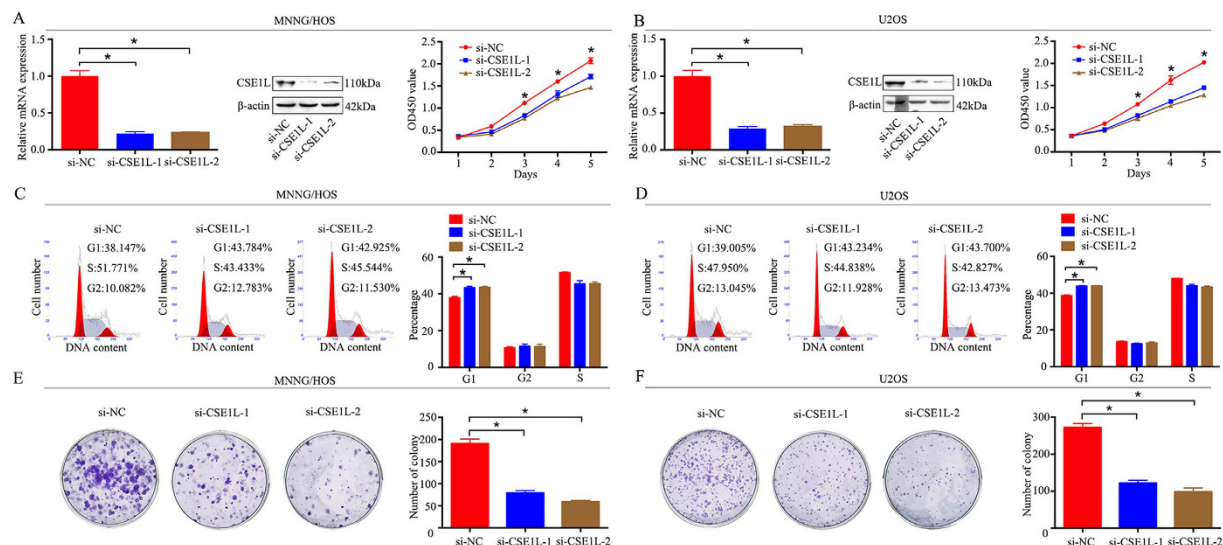 A
MNNG/HOS
Relative mRNA expression
1.5
1.0
0.5
0.0
*
*
si-NC
si-CSE1L-1
si-CSE1L-2
CSE1L
110kDa
β-actin
42kDa
si-NC
si-CSE1L-1
si-CSE1L-2
OD450 value
2.5
2.0
1.5
1.0
0.5
0.0
si-NC
si-CSE1L-1
si-CSE1L-2
*
*
*
1 2 3 4 5
Days
B
U2OS
Relative mRNA expression
1.5
1.0
0.5
0.0
*
*
si-NC
si-CSE1L-1
si-CSE1L-2
CSE1L
110kDa
β-actin
42kDa
si-NC
si-CSE1L-1
si-CSE1L-2
OD450 value
2.5
2.0
1.5
1.0
0.5
0.0
si-NC
si-CSE1L-1
si-CSE1L-2
*
*
*
1 2 3 4 5
Days
C
MNNG/HOS
si-NC
G1:38.147%
S:51.771%
G2:10.082%
Cell number
DNA content
si-CSE1L-1
G1:43.784%
S:43.433%
G2:12.783%
DNA content
si-CSE1L-2
G1:42.925%
S:45.544%
G2:11.530%
DNA content
si-NC
si-CSE1L-1
si-CSE1L-2
Percentage
60
40
20
0
*
*
G1 G2 S
D
U2OS
si-NC
G1:39.005%
S:47.950%
G2:13.045%
Cell number
DNA content
si-CSE1L-1
G1:43.234%
S:44.838%
G2:11.928%
DNA content
si-CSE1L-2
G1:43.700%
S:42.827%
G2:13.473%
DNA content
si-NC
si-CSE1L-1
si-CSE1L-2
Percentage
60
40
20
0
*
*
G1 G2 S
E
MNNG/HOS
si-NC
si-CSE1L-1
si-CSE1L-2
Number of colony
250
200
150
100
50
0
*
*
si-NC si-CSE1L-1 si-CSE1L-2
F
U2OS
si-NC
si-CSE1L-1
si-CSE1L-2
Number of colony
300
200
100
0
*
*
si-NC si-CSE1L-1 si-CSE1L-2